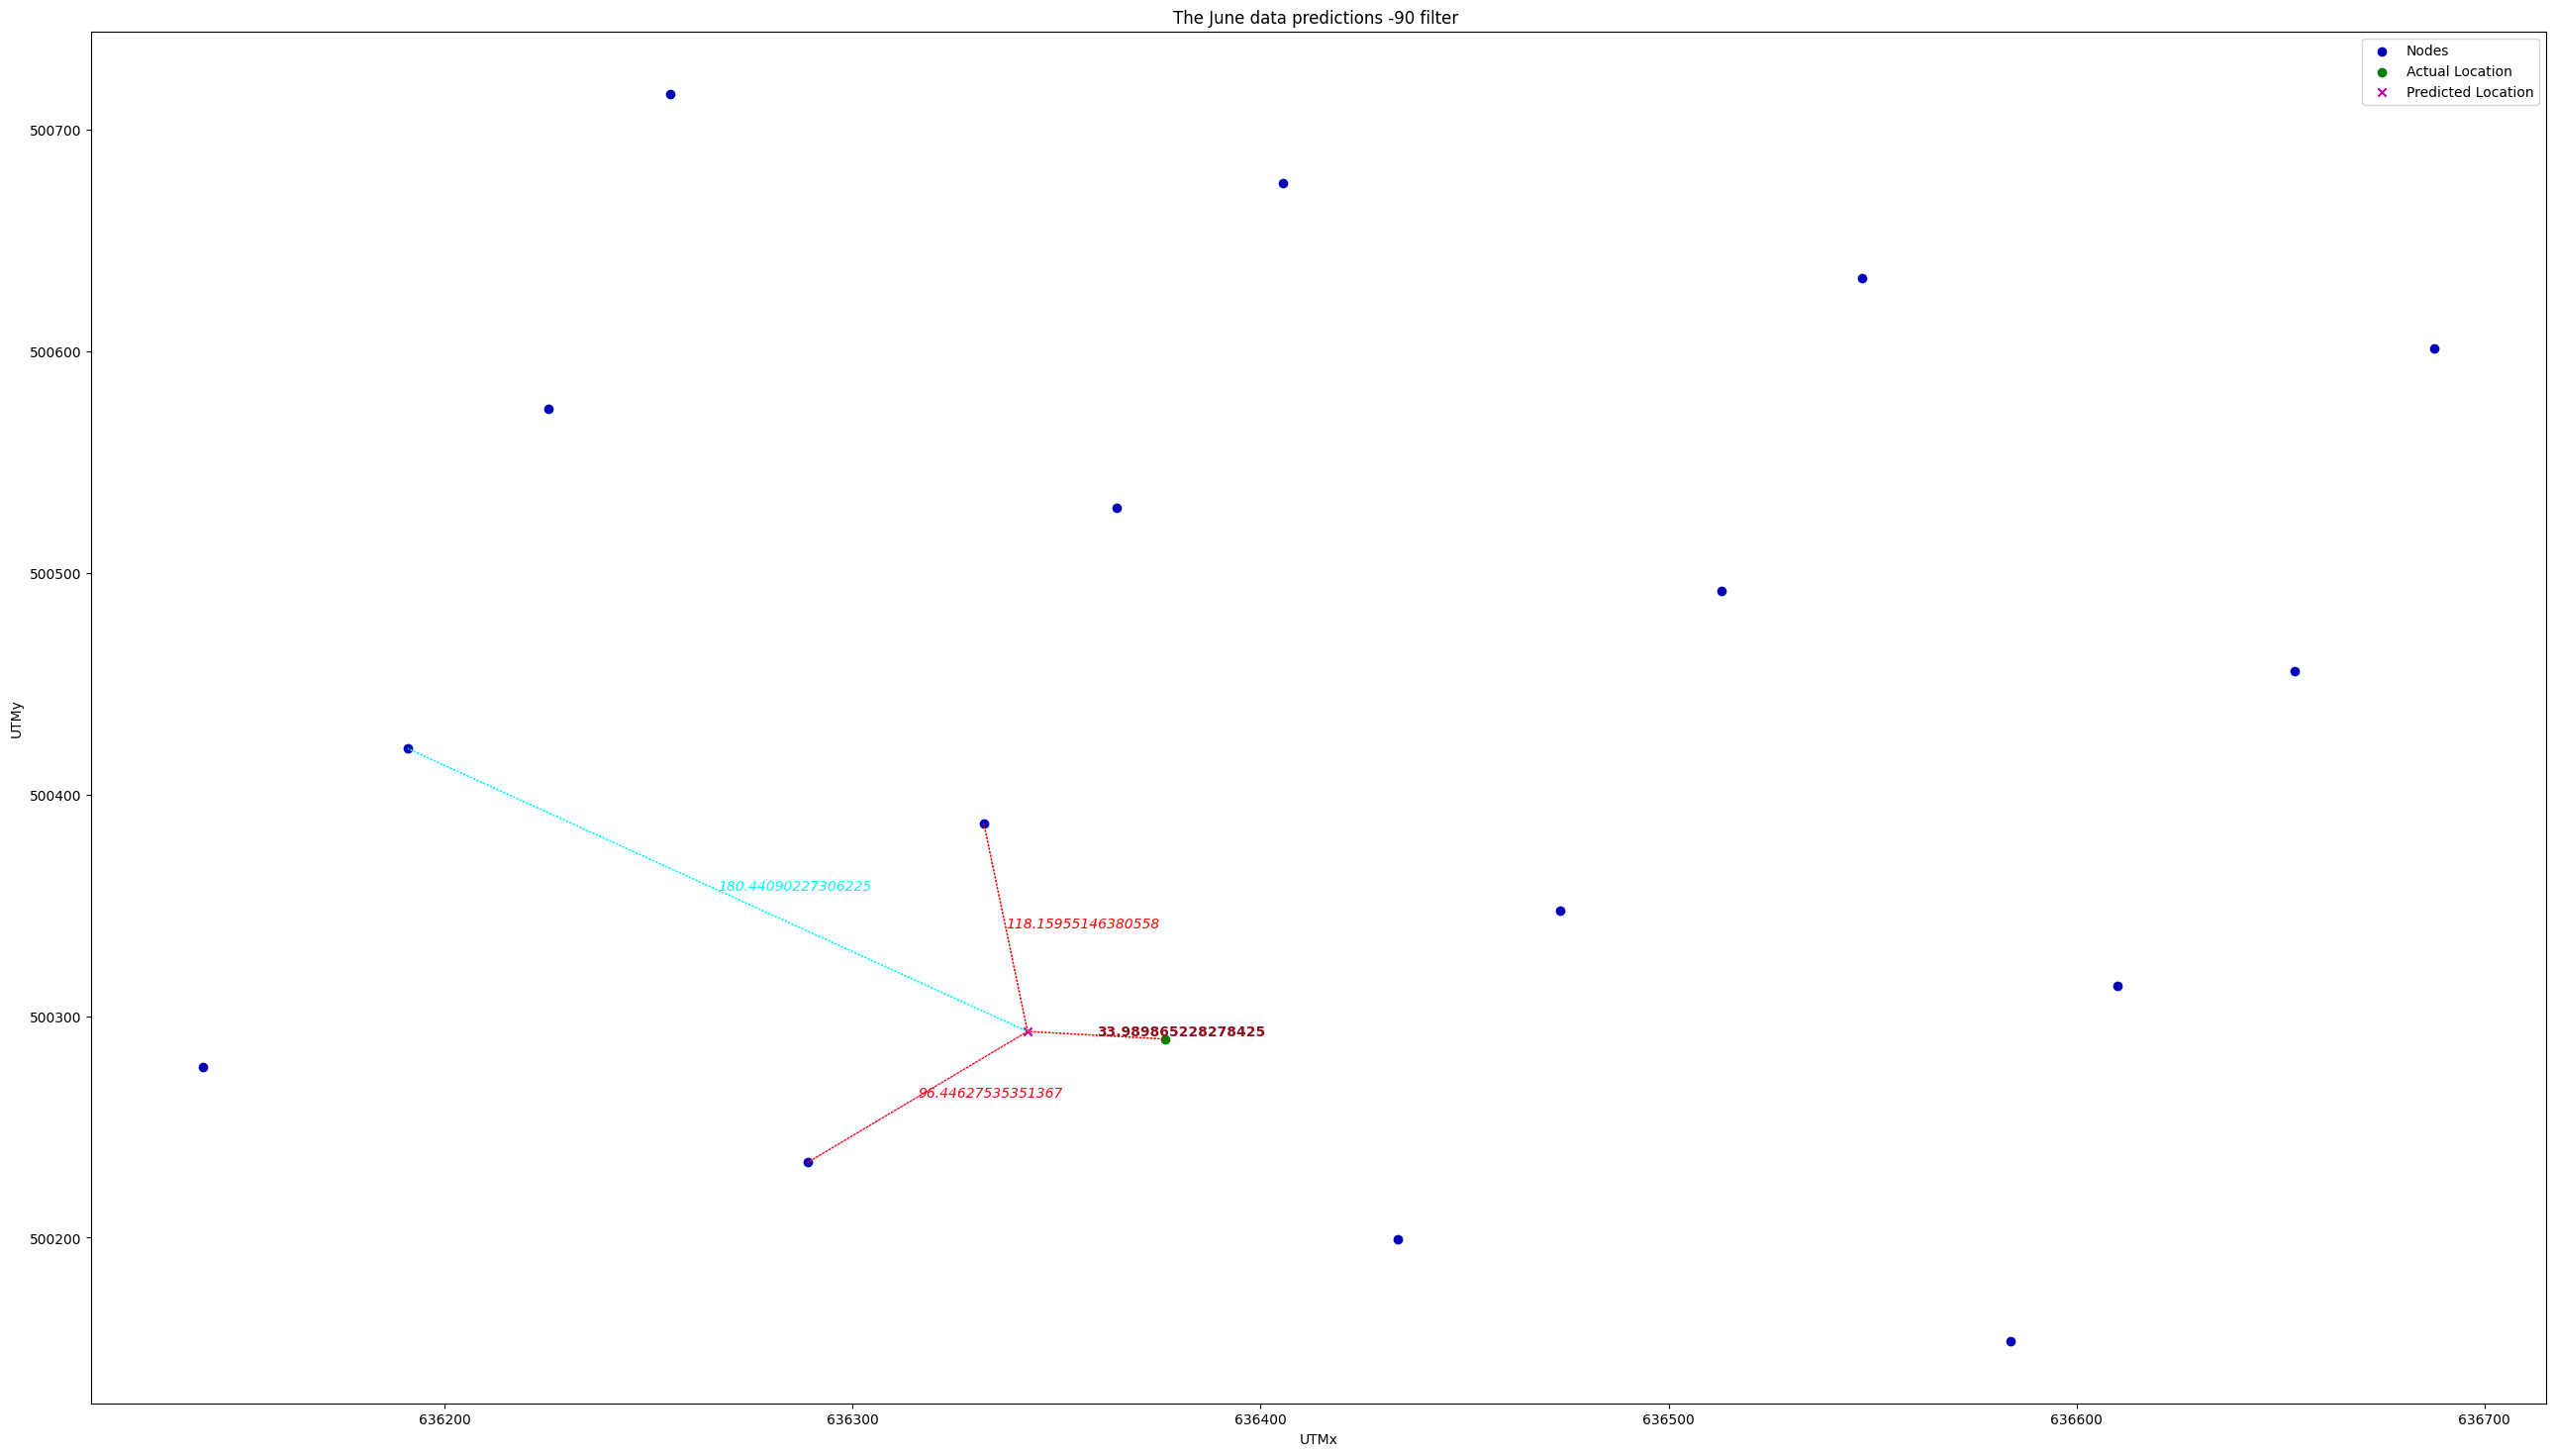 The June data predictions -90 filter
Nodes
Actual Location
Predicted Location
500700
500600
500500
500400
500300
500200
UTMy
180.44090227306225
118.15955146380558
33.989865228278425
96.44627535351367
636200
636300
636400
636500
636600
636700
UTMx